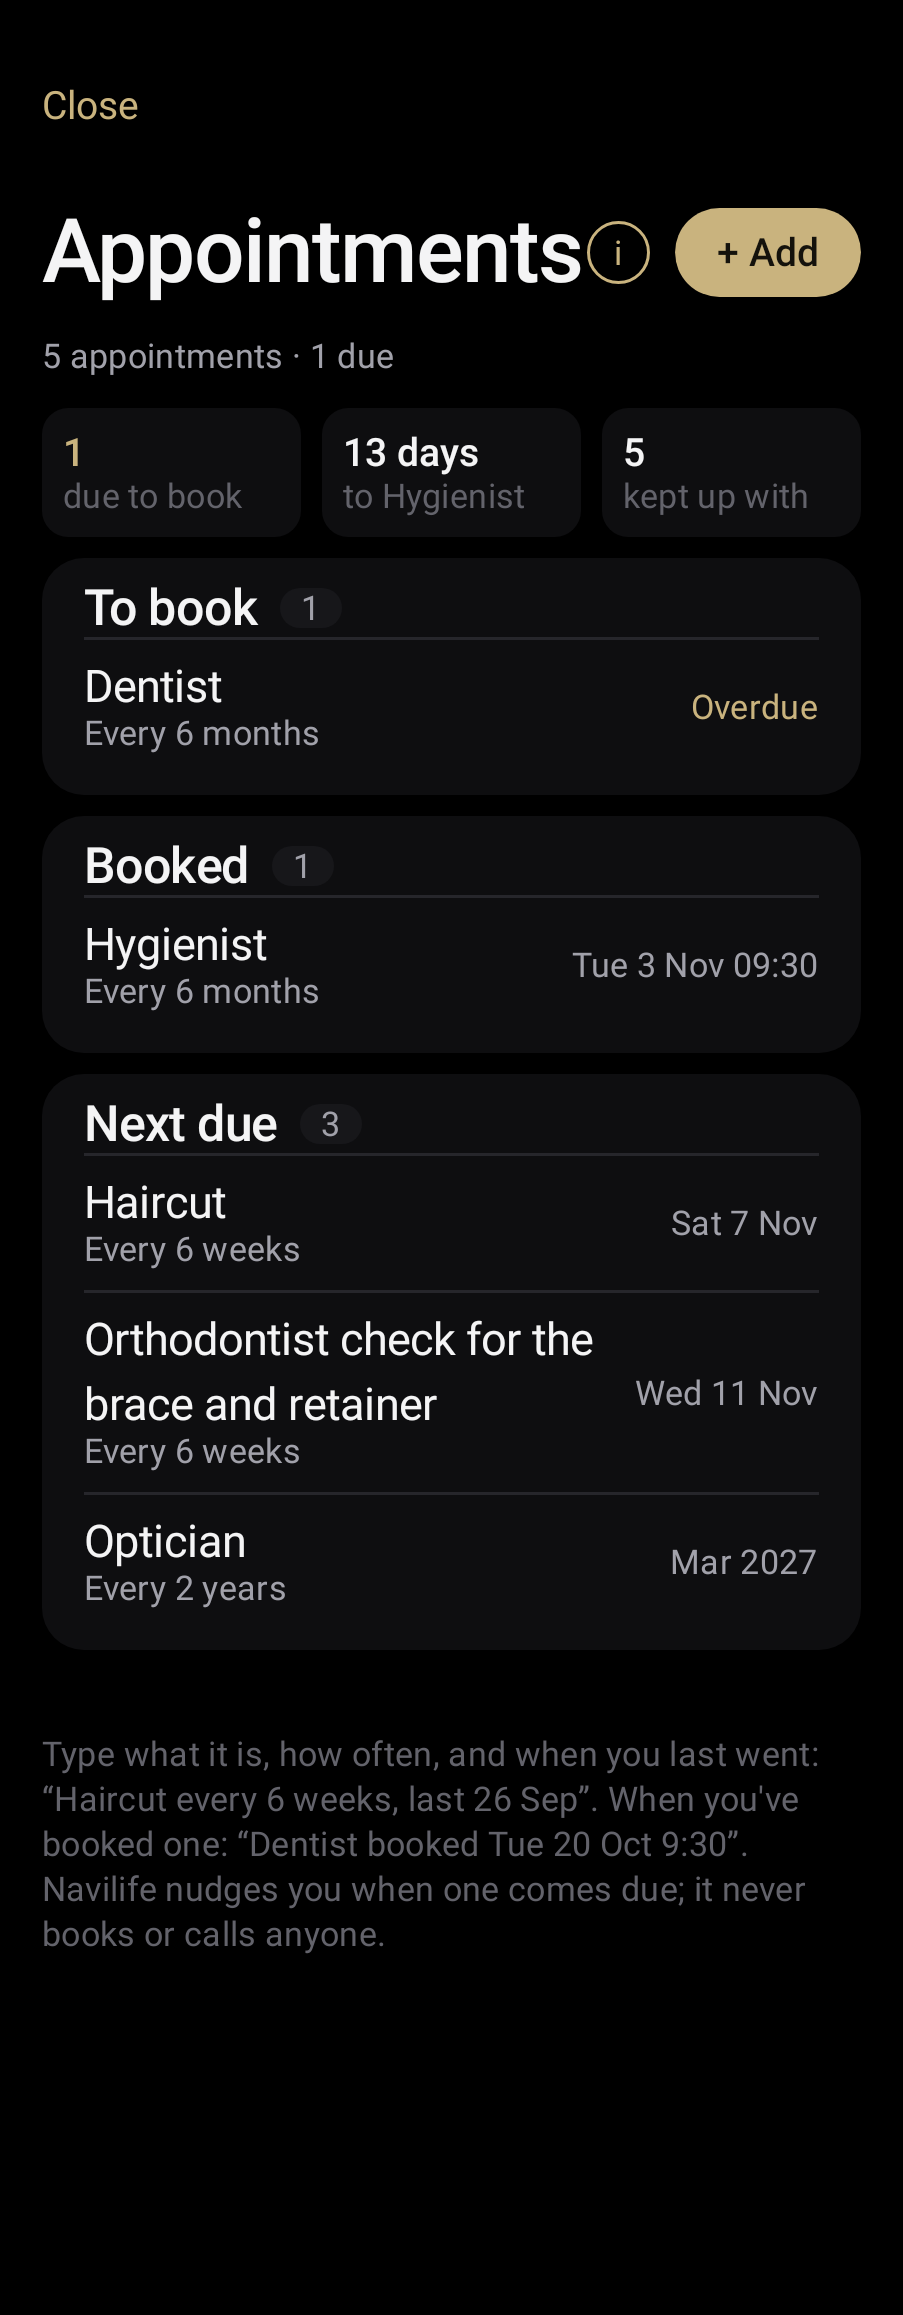 Close
Appointments i + Add
5 appointments · 1 due
1
due to book
13 days
to Hygienist
5
kept up with
To book 1
Dentist
Every 6 months
Overdue
Booked 1
Hygienist
Every 6 months
Tue 3 Nov 09:30
Next due 3
Haircut
Every 6 weeks
Sat 7 Nov
Orthodontist check for the
brace and retainer
Every 6 weeks
Wed 11 Nov
Optician
Every 2 years
Mar 2027
Type what it is, how often, and when you last went:
“Haircut every 6 weeks, last 26 Sep”. When you've
booked one: “Dentist booked Tue 20 Oct 9:30”.
Navilife nudges you when one comes due; it never
books or calls anyone.